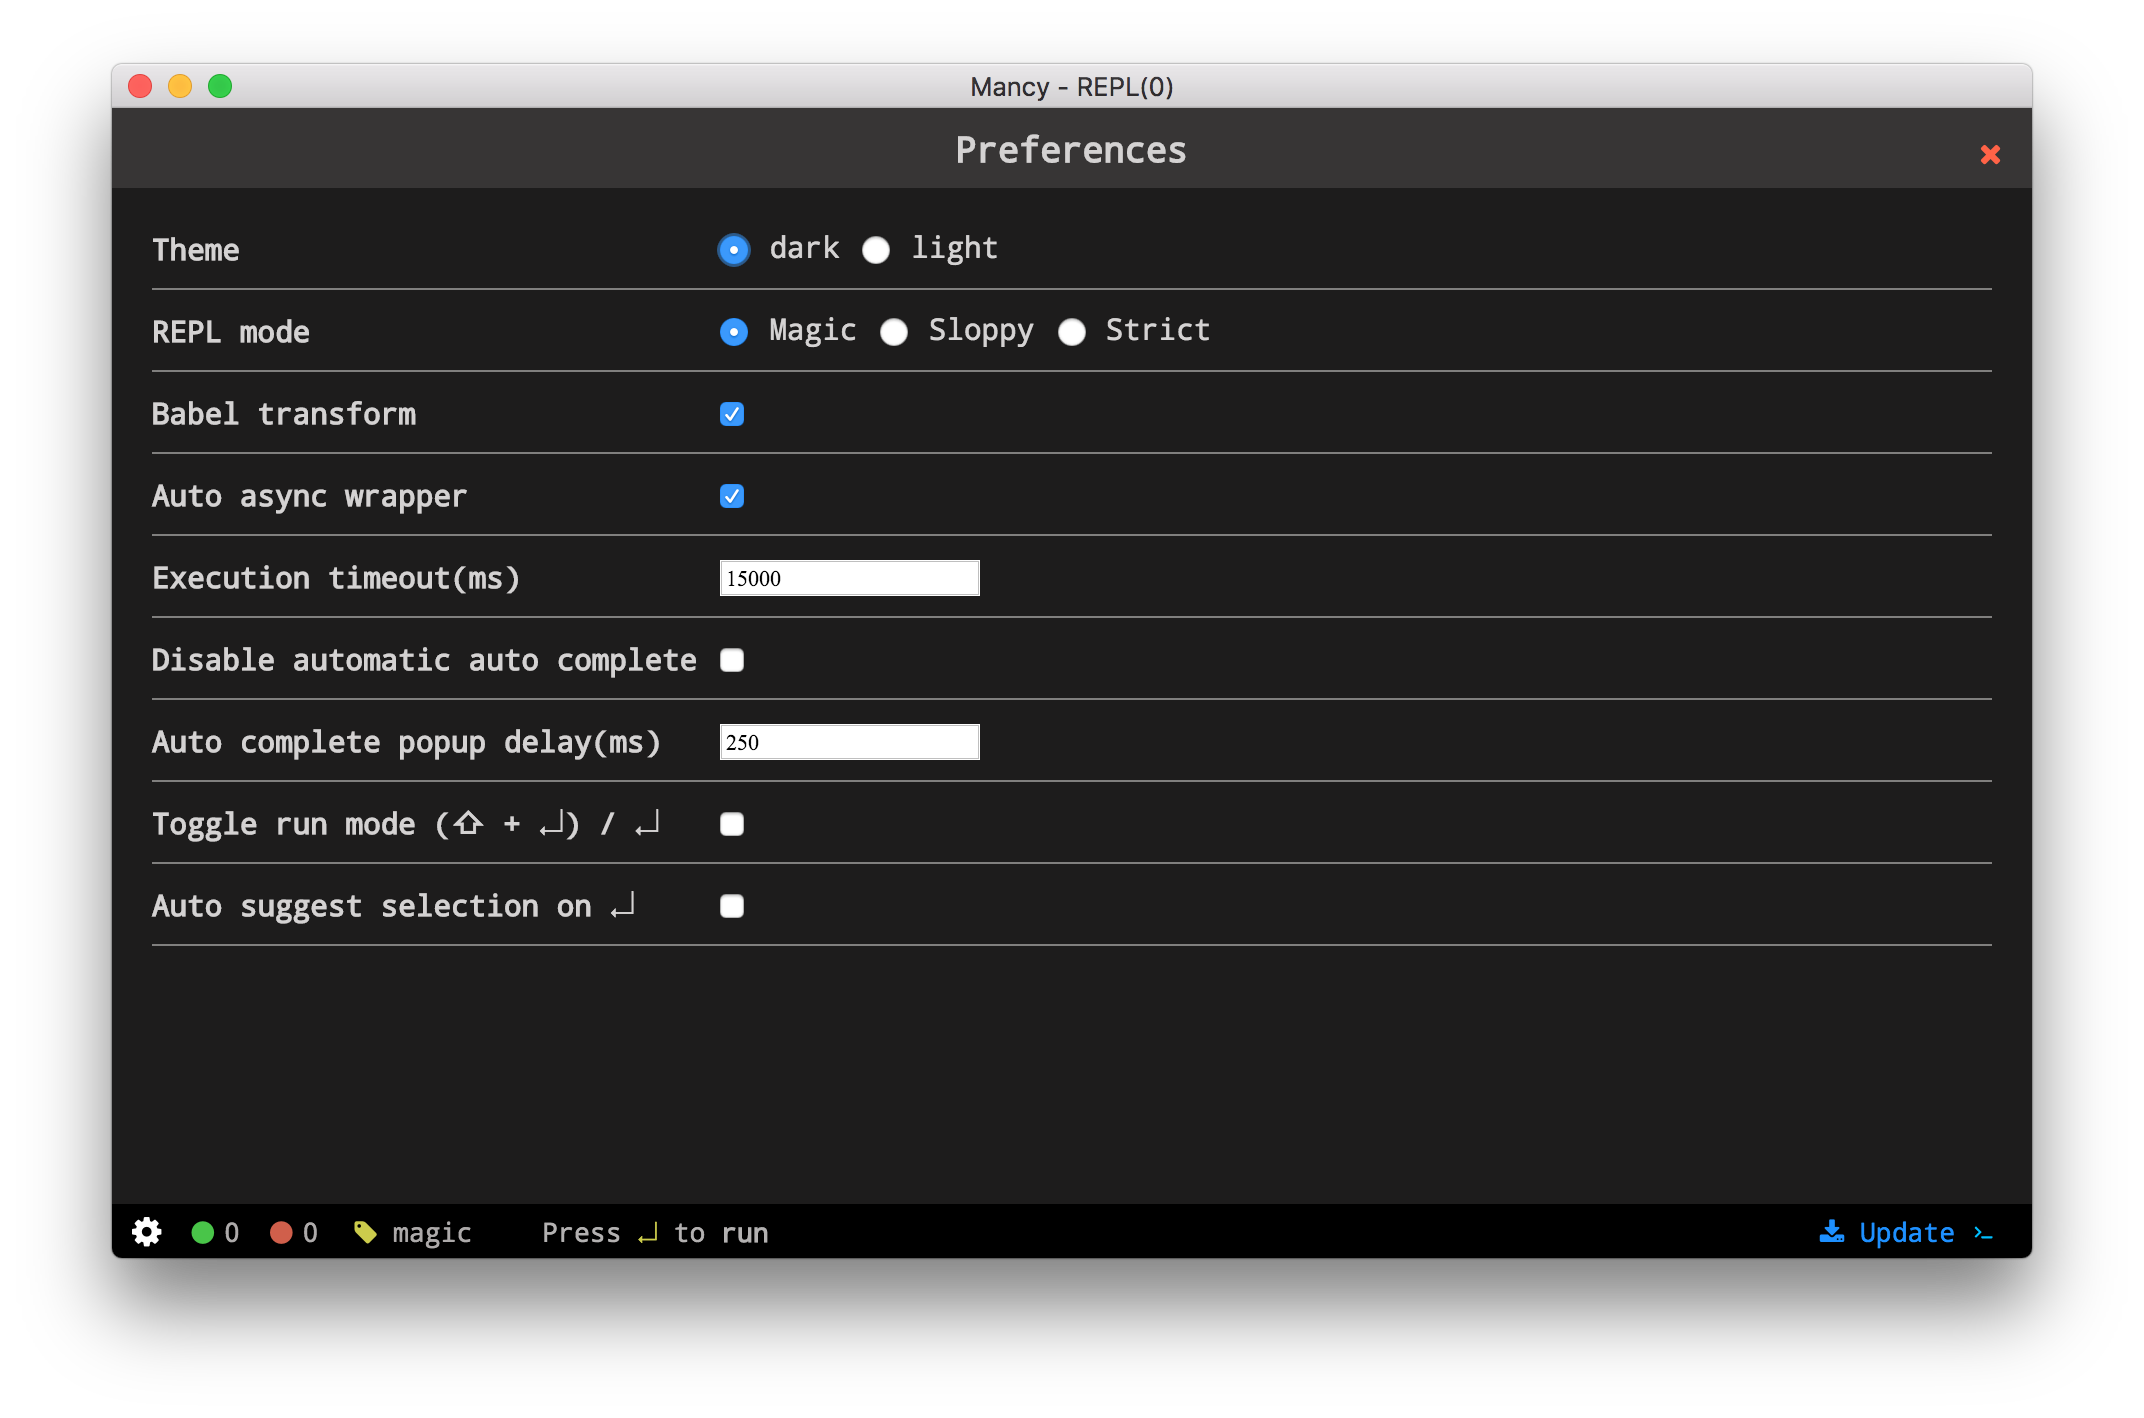 Mancy - REPL(0)
Preferences
Theme dark light
REPL mode Magic Sloppy Strict
Babel transform
Auto async wrapper
Execution timeout(ms) 15000
Disable automatic auto complete
Auto complete popup delay(ms) 250
Toggle run mode (⇧ + ↵) / ↵
Auto suggest selection on ↵
0 0 magic Press ↵ to run Update >_